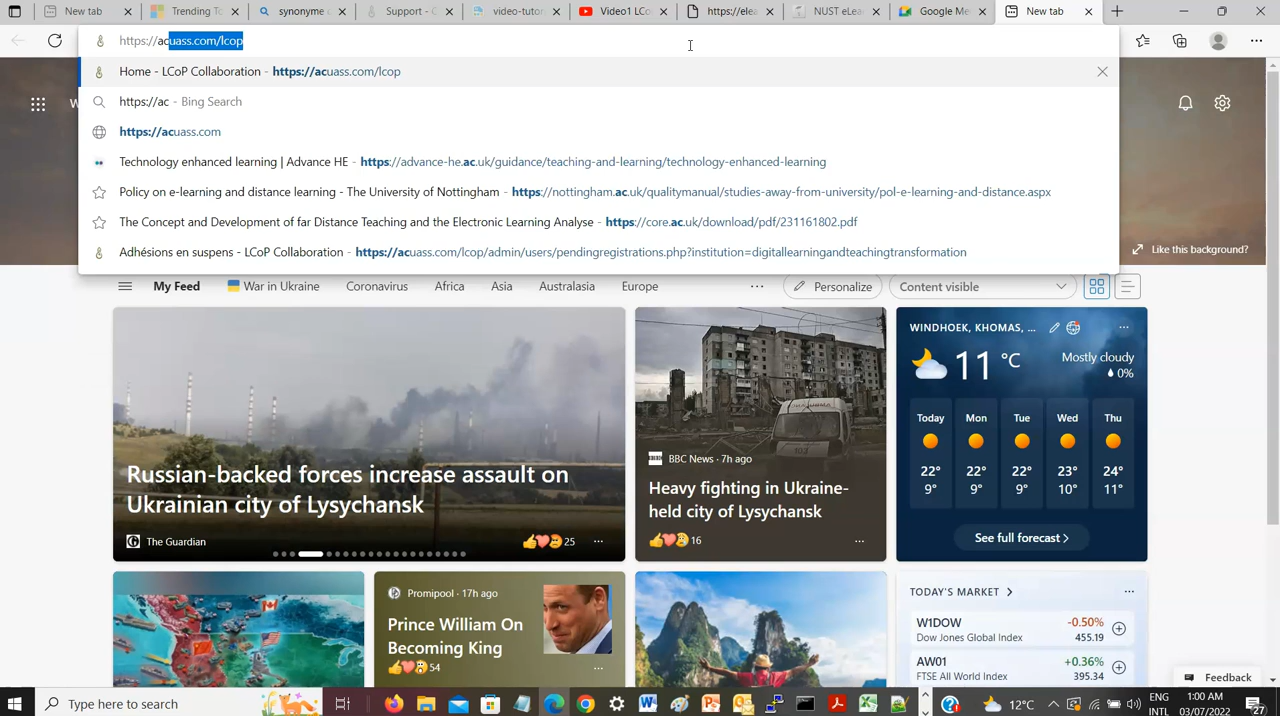 New tab
Trending To
synonyme d
Support - G
video-tutori
Video1 LCo
https://elea
NUST eLear
Google Me
New tab
https://acuass.com/lcop
Home - LCoP Collaboration - https://acuass.com/lcop
https://ac - Bing Search
https://acuass.com
Technology enhanced learning | Advance HE - https://advance-he.ac.uk/guidance/teaching-and-learning/technology-enhanced-learning
Policy on e-learning and distance learning - The University of Nottingham - https://nottingham.ac.uk/qualitymanual/studies-away-from-university/pol-e-learning-and-distance.aspx
The Concept and Development of far Distance Teaching and the Electronic Learning Analyse - https://core.ac.uk/download/pdf/231161802.pdf
Adhésions en suspens - LCoP Collaboration - https://acuass.com/lcop/admin/users/pendingregistrations.php?institution=digitallearningandteachingtransformation
Like this background?
My Feed
War in Ukraine
Coronavirus
Africa
Asia
Australasia
Europe
Personalize
Content visible
Russian-backed forces increase assault on
Ukrainian city of Lysychansk
The Guardian
25
BBC News · 7h ago
Heavy fighting in Ukraine-
held city of Lysychansk
16
WINDHOEK, KHOMAS, ...
11 °C
Mostly cloudy
0%
Today Mon Tue Wed Thu
22° 22° 22° 23° 24°
9° 9° 9° 10° 11°
See full forecast
Promipool · 17h ago
Prince William On
Becoming King
54
TODAY'S MARKET
W1DOW
-0.50%
Dow Jones Global Index
455.19
AW01
+0.36%
FTSE All World Index
395.34
Feedback
Type here to search
12°C
ENG
INTL
1:00 AM
03/07/2022
27